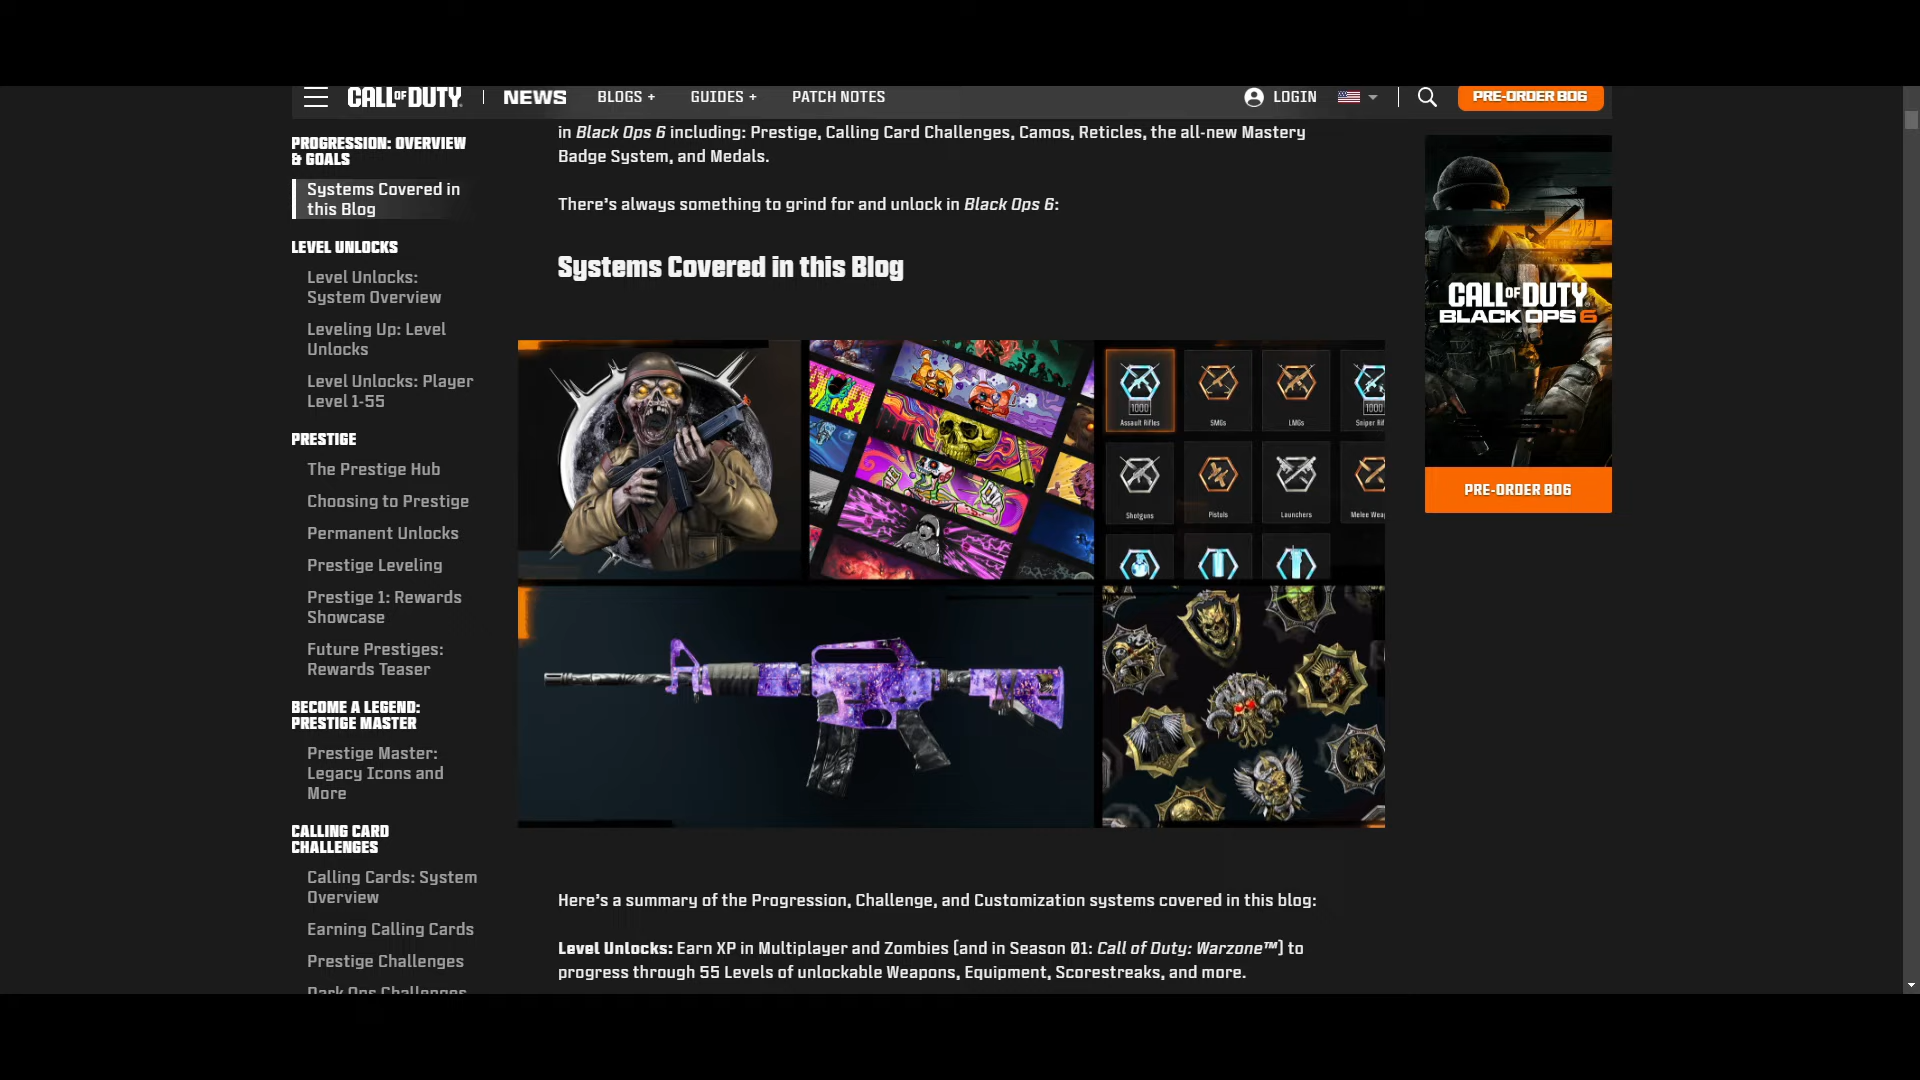 CALL OF DUTY
NEWS
BLOGS +
GUIDES +
PATCH NOTES
LOGIN
PRE-ORDER BO6
PROGRESSION: OVERVIEW
& GOALS
Systems Covered in
this Blog
LEVEL UNLOCKS
Level Unlocks:
System Overview
Leveling Up: Level
Unlocks
Level Unlocks: Player
Level 1-55
PRESTIGE
The Prestige Hub
Choosing to Prestige
Permanent Unlocks
Prestige Leveling
Prestige 1: Rewards
Showcase
Future Prestiges:
Rewards Teaser
BECOME A LEGEND:
PRESTIGE MASTER
Prestige Master:
Legacy Icons and
More
CALLING CARD
CHALLENGES
Calling Cards: System
Overview
Earning Calling Cards
Prestige Challenges
Dark Ops Challenges
in Black Ops 6 including: Prestige, Calling Card Challenges, Camos, Reticles, the all-new Mastery
Badge System, and Medals.
There's always something to grind for and unlock in Black Ops 6:
Systems Covered in this Blog
1000
1000
Assault Rifles
SMGs
LMGs
Sniper Rif
Shotguns
Pistols
Launchers
Melee Weap
Here's a summary of the Progression, Challenge, and Customization systems covered in this blog:
Level Unlocks: Earn XP in Multiplayer and Zombies (and in Season 01: Call of Duty: Warzone™) to
progress through 55 Levels of unlockable Weapons, Equipment, Scorestreaks, and more.
CALL OF DUTY
BLACK OPS 6
PRE-ORDER BO6